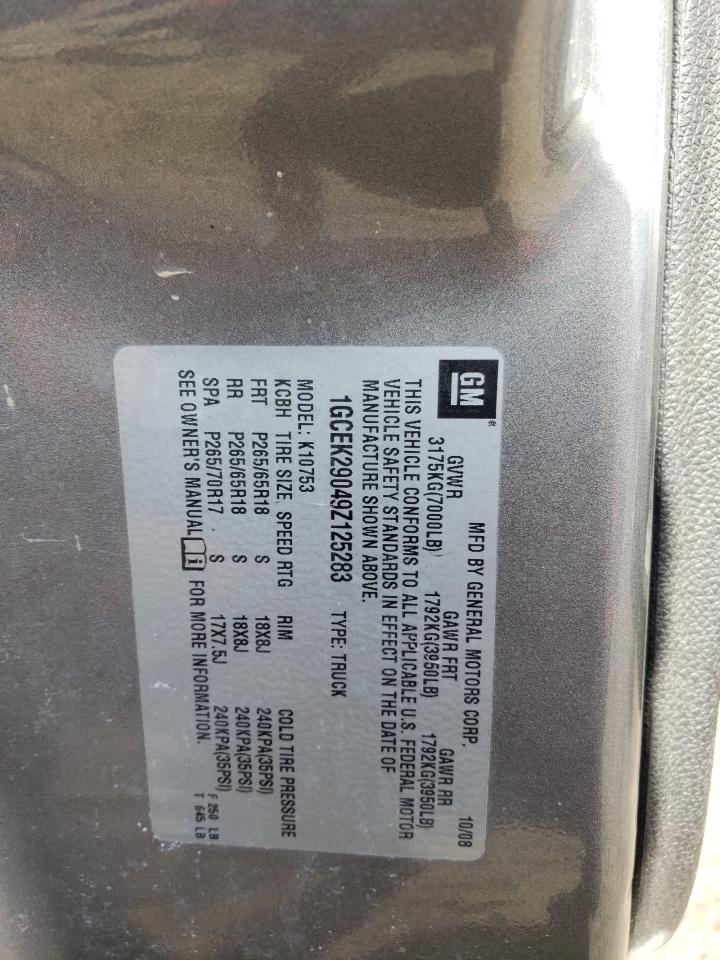 GM
®
MFD BY GENERAL MOTORS CORP. 10/08
GVWR GAWR FRT GAWR RR
3175KG(7000LB) 1792KG(3950LB) 1792KG(3950LB)
THIS VEHICLE CONFORMS TO ALL APPLICABLE U.S. FEDERAL MOTOR
VEHICLE SAFETY STANDARDS IN EFFECT ON THE DATE OF
MANUFACTURE SHOWN ABOVE.
1GCEK29049Z125283 TYPE: TRUCK
MODEL: K10753
KCBH TIRE SIZE SPEED RTG RIM COLD TIRE PRESSURE
FRT P265/65R18 S 18X8J 240KPA(35PSI)
RR P265/65R18 S 18X8J 240KPA(35PSI)
SPA P265/70R17 S 17X7.5J 240KPA(35PSI)
SEE OWNER'S MANUAL FOR MORE INFORMATION.
F 250 LB
T 645 LB